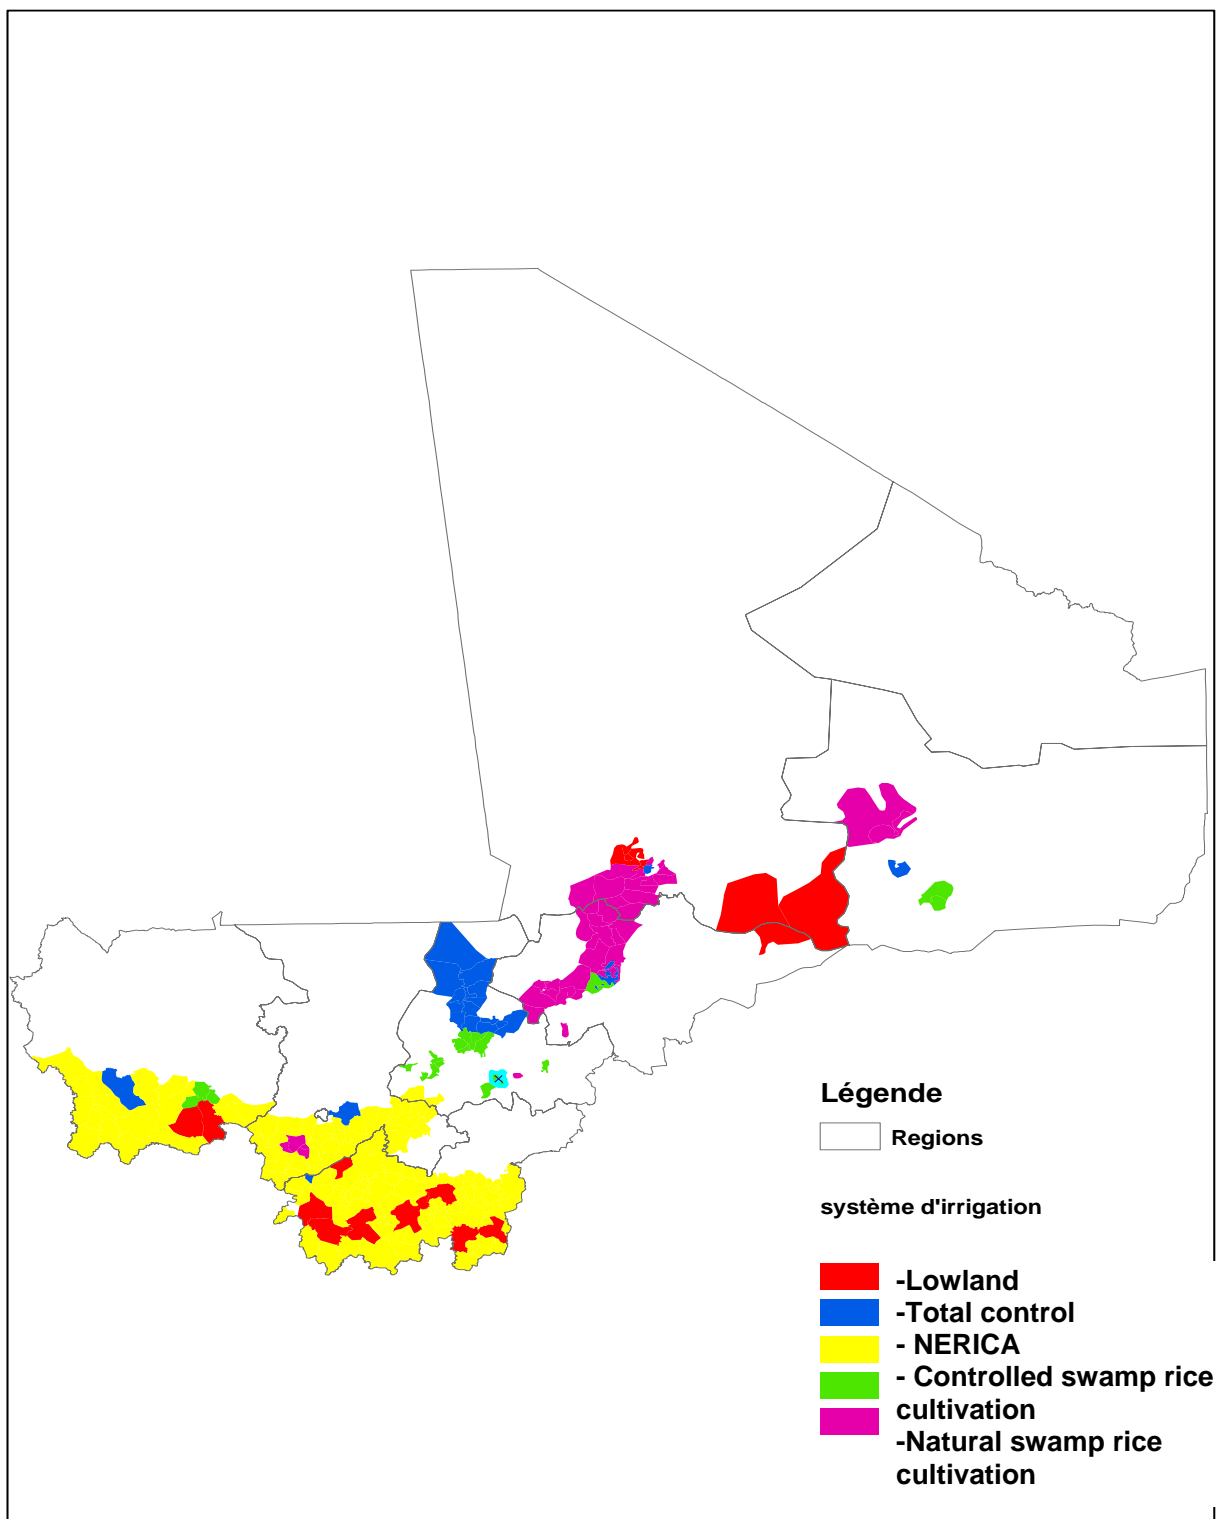 Légende
Regions
système d'irrigation
-Lowland
-Total control
- NERICA
- Controlled swamp rice
cultivation
-Natural swamp rice
cultivation